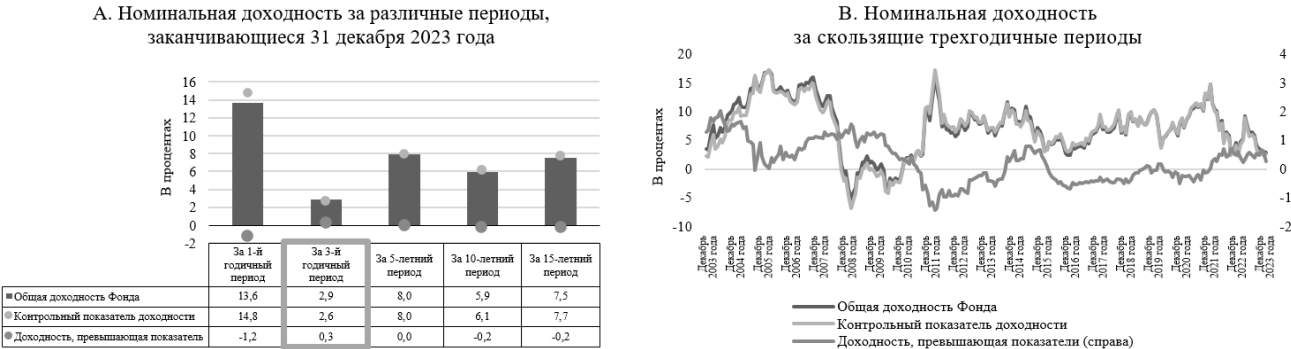 A. Номинальная доходность за различные периоды,
заканчивающиеся 31 декабря 2023 года
В процентах
16
14
12
10
8
6
4
2
0
-2
За 1-й годичный период
За 3-й годичный период
За 5-летний период
За 10-летний период
За 15-летний период
Общая доходность Фонда 13,6 2,9 8,0 5,9 7,5
Контрольный показатель доходности 14,8 2,6 8,0 6,1 7,7
Доходность, превышающая показатель -1,2 0,3 0,0 -0,2 -0,2
B. Номинальная доходность
за скользящие трехгодичные периоды
В процентах
20
15
10
5
0
-5
-10
4
3
2
1
0
-1
-2
Декабрь 2003 года
Декабрь 2004 года
Декабрь 2005 года
Декабрь 2006 года
Декабрь 2007 года
Декабрь 2008 года
Декабрь 2009 года
Декабрь 2010 года
Декабрь 2011 года
Декабрь 2012 года
Декабрь 2013 года
Декабрь 2014 года
Декабрь 2015 года
Декабрь 2016 года
Декабрь 2017 года
Декабрь 2018 года
Декабрь 2019 года
Декабрь 2020 года
Декабрь 2021 года
Декабрь 2022 года
Декабрь 2023 года
Общая доходность Фонда
Контрольный показатель доходности
Доходность, превышающая показатели (справа)